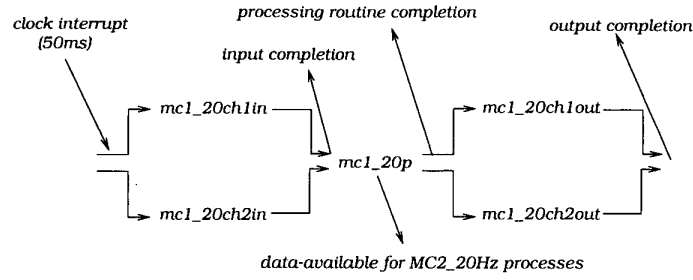 clock interrupt
(50ms)
processing routine completion
output completion
input completion
mc1_20ch1in
mc1_20ch1out
mc1_20p
mc1_20ch2in
mc1_20ch2out
data-available for MC2_20Hz processes